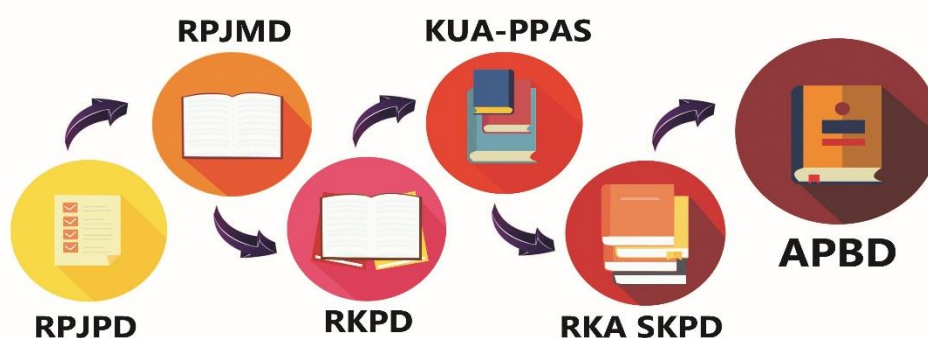 RPJMD
KUA-PPAS
APBD
RPJPD
RKPD
RKA SKPD